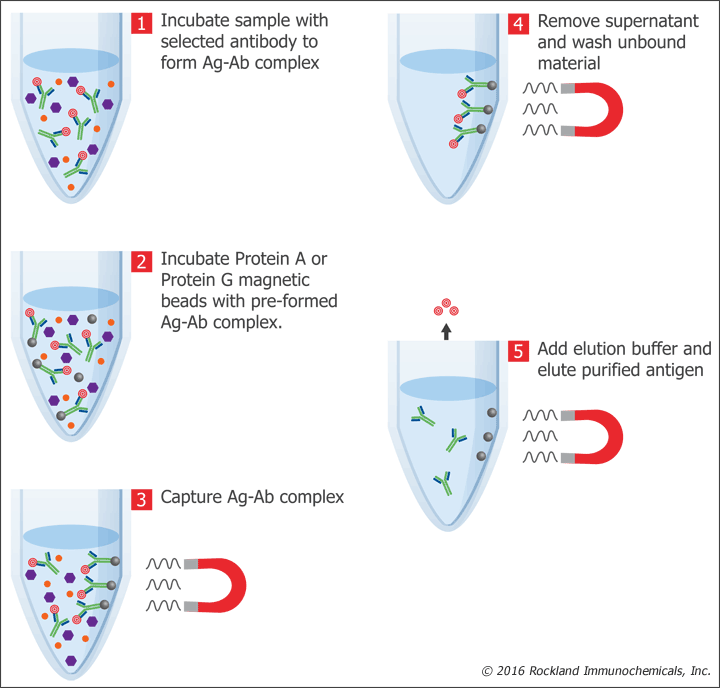 1 Incubate sample with
selected antibody to
form Ag-Ab complex
2 Incubate Protein A or
Protein G magnetic
beads with pre-formed
Ag-Ab complex.
3 Capture Ag-Ab complex
4 Remove supernatant
and wash unbound
material
5 Add elution buffer and
elute purified antigen
© 2016 Rockland Immunochemicals, Inc.